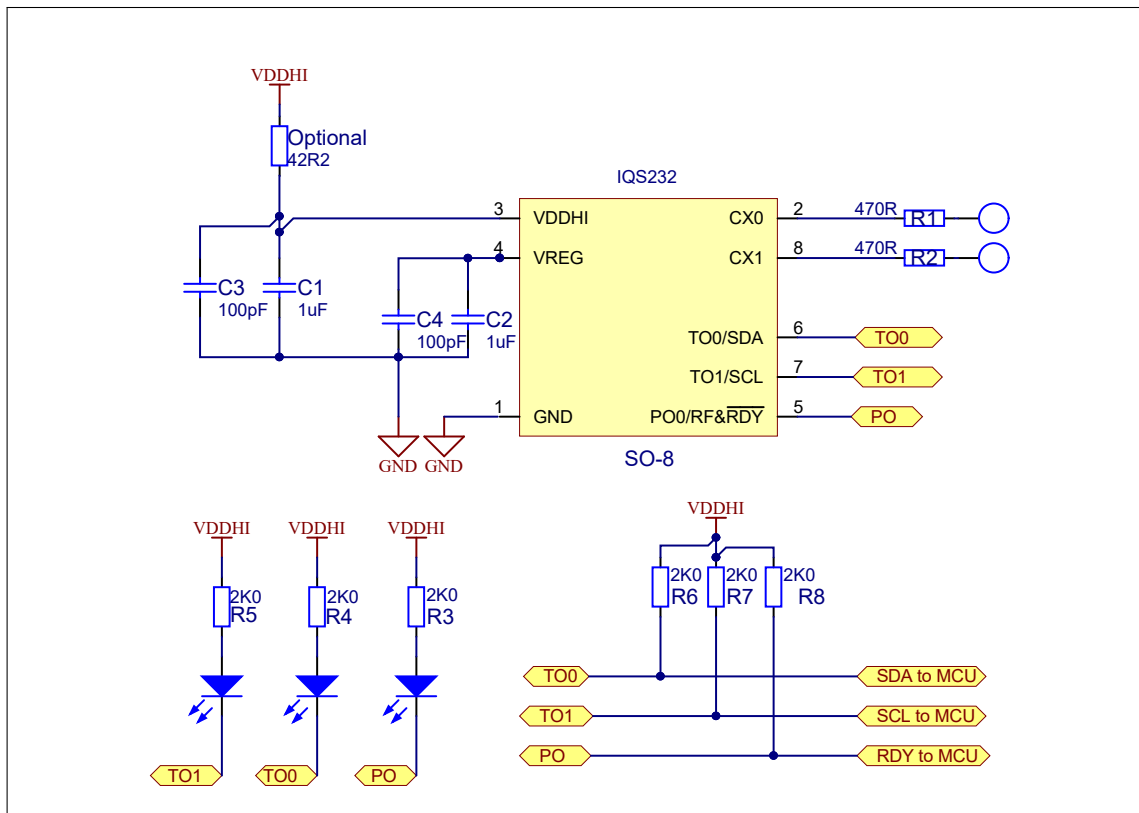 VDDHI
Optional
42R2
C3
100pF
C1
1uF
C4
100pF
C2
1uF
GND
GND
IQS232
3
VDDHI
4
VREG
1
GND
CX0
2
CX1
8
TO0/SDA
6
TO1/SCL
7
PO0/RF&RDY
5
SO-8
470R
R1
470R
R2
TO0
TO1
PO
VDDHI
2K0
R5
TO1
VDDHI
2K0
R4
TO0
VDDHI
2K0
R3
PO
VDDHI
2K0
R6
2K0
R7
2K0
R8
TO0
SDA to MCU
TO1
SCL to MCU
PO
RDY to MCU